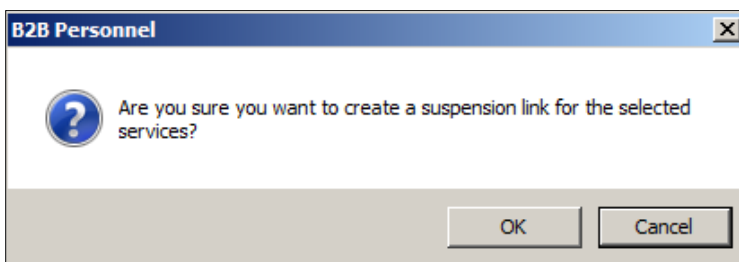 B2B Personnel
Are you sure you want to create a suspension link for the selected
services?
OK
Cancel